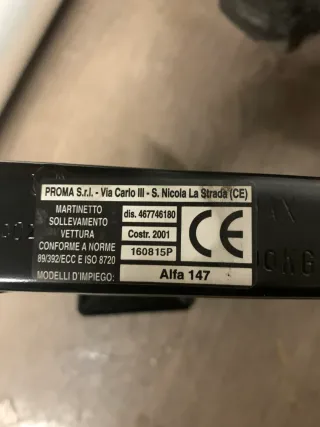 PROMA S.r.l. - Via Carlo III - S. Nicola La Strada (CE)
MARTINETTO
SOLLEVAMENTO
VETTURA
CONFORME A NORME
89/392/ECC E ISO 8720
dis. 467746180
Costr. 2001
160815P
CE
MODELLI D'IMPIEGO:
Alfa 147